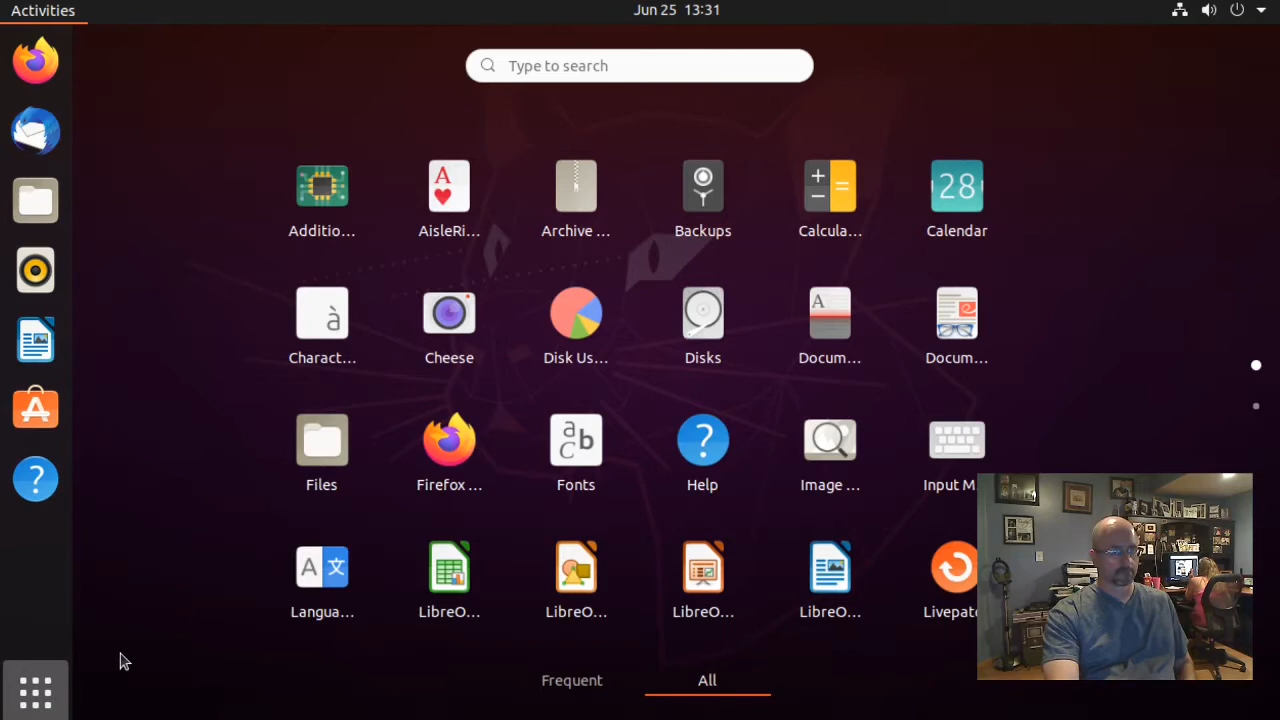 Activities
Jun 25 13:31
Type to search
Additio...
AisleRi...
Archive ...
Backups
Calcula...
28
Calendar
Charact...
Cheese
Disk Us...
Disks
Docum...
Docum...
Files
Firefox ...
Fonts
Help
Image ...
Input M
Langua...
LibreO...
LibreO...
LibreO...
LibreO...
Livepat
Frequent
All